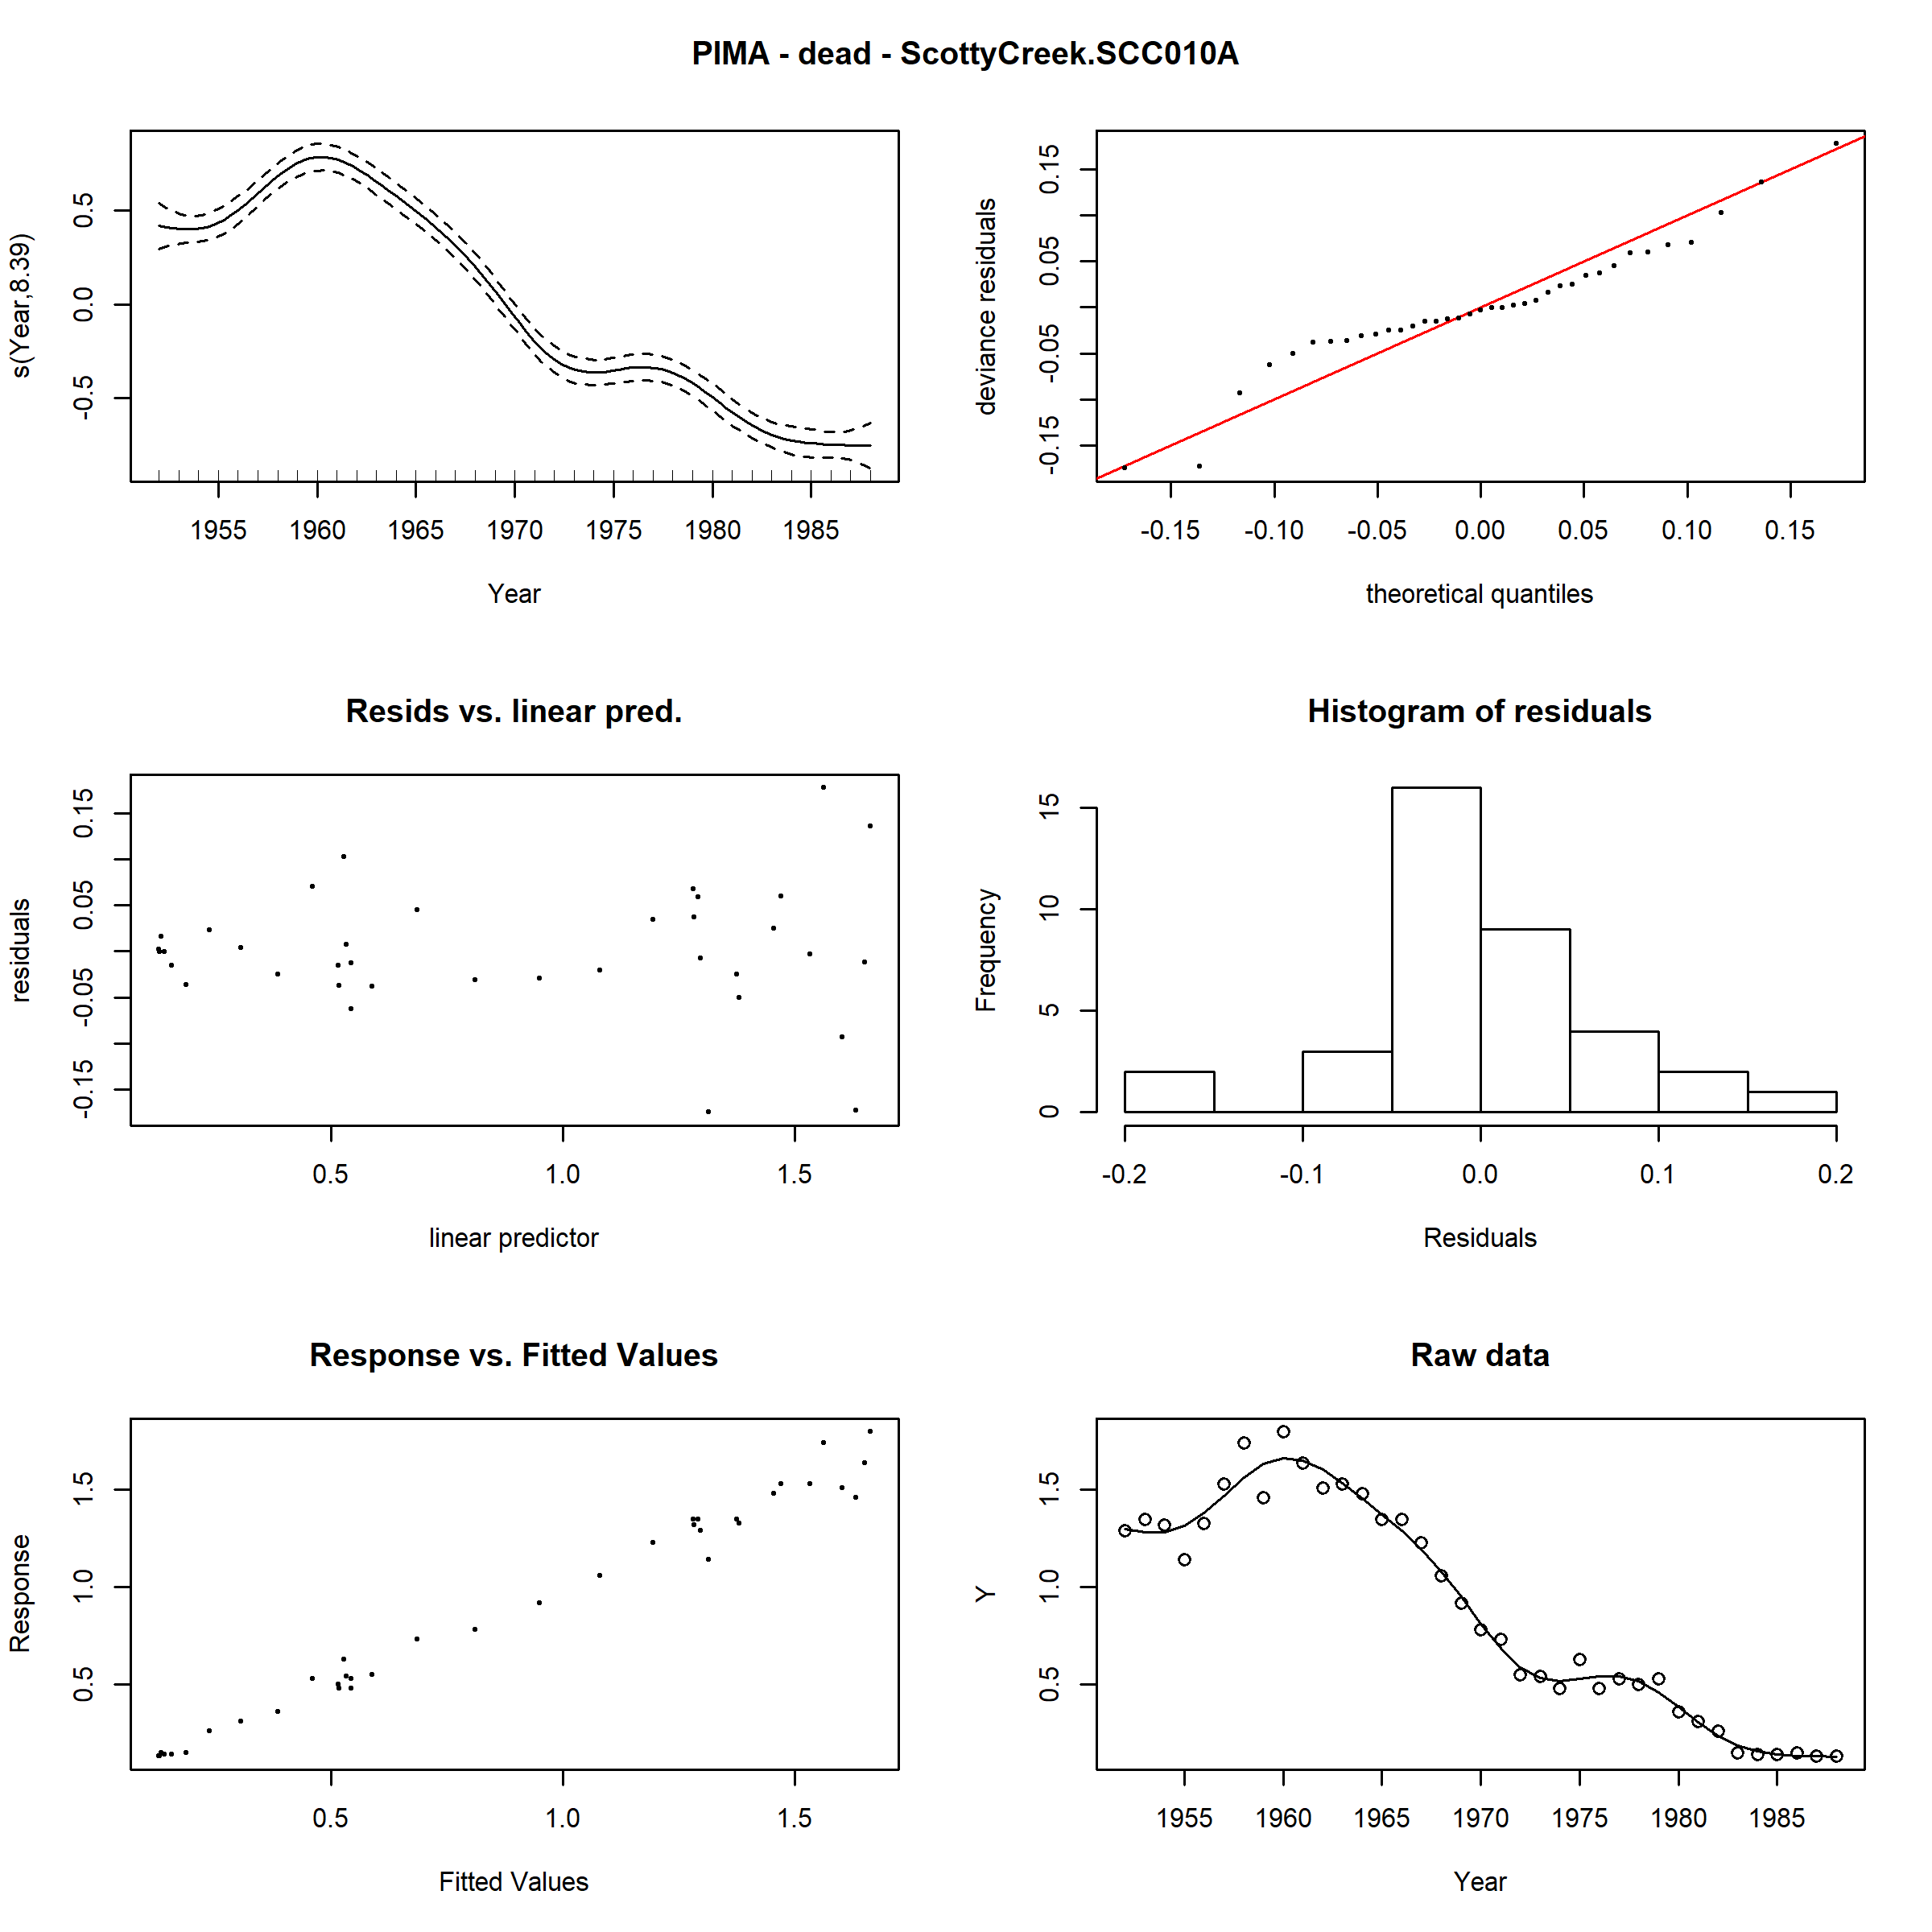 PIMA - dead - ScottyCreek.SCC010A
s(Year,8.39)
0.5
0.0
-0.5
1955 1960 1965 1970 1975 1980 1985
Year
deviance residuals
0.15
0.05
-0.05
-0.15
-0.15 -0.10 -0.05 0.00 0.05 0.10 0.15
theoretical quantiles
Resids vs. linear pred.
residuals
0.15
0.05
-0.05
-0.15
0.5 1.0 1.5
linear predictor
Histogram of residuals
Frequency
15
10
5
0
-0.2 -0.1 0.0 0.1 0.2
Residuals
Response vs. Fitted Values
Response
1.5
1.0
0.5
0.5 1.0 1.5
Fitted Values
Raw data
Y
1.5
1.0
0.5
1955 1960 1965 1970 1975 1980 1985
Year